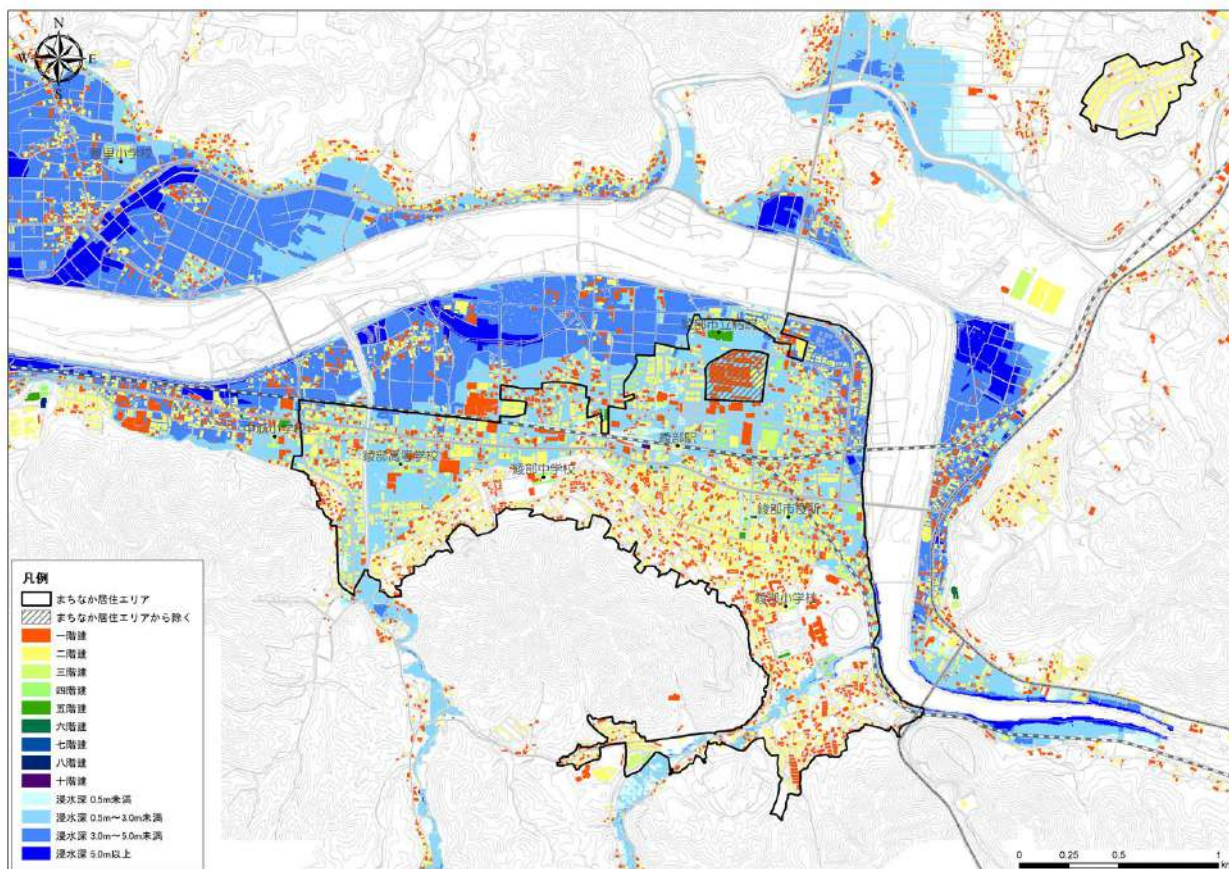 N
W
E
S
綾部市立病院
綾部駅
綾部高等学校
綾部中学校
綾部市役所
綾部小学校
凡例
まちなか居住エリア
まちなか居住エリアから除く
一階建
二階建
三階建
四階建
五階建
六階建
七階建
八階建
十階建
浸水深 0.5m未満
浸水深 0.5m～3.0m未満
浸水深 3.0m～5.0m未満
浸水深 5.0m以上
0 0.25 0.5 1
km